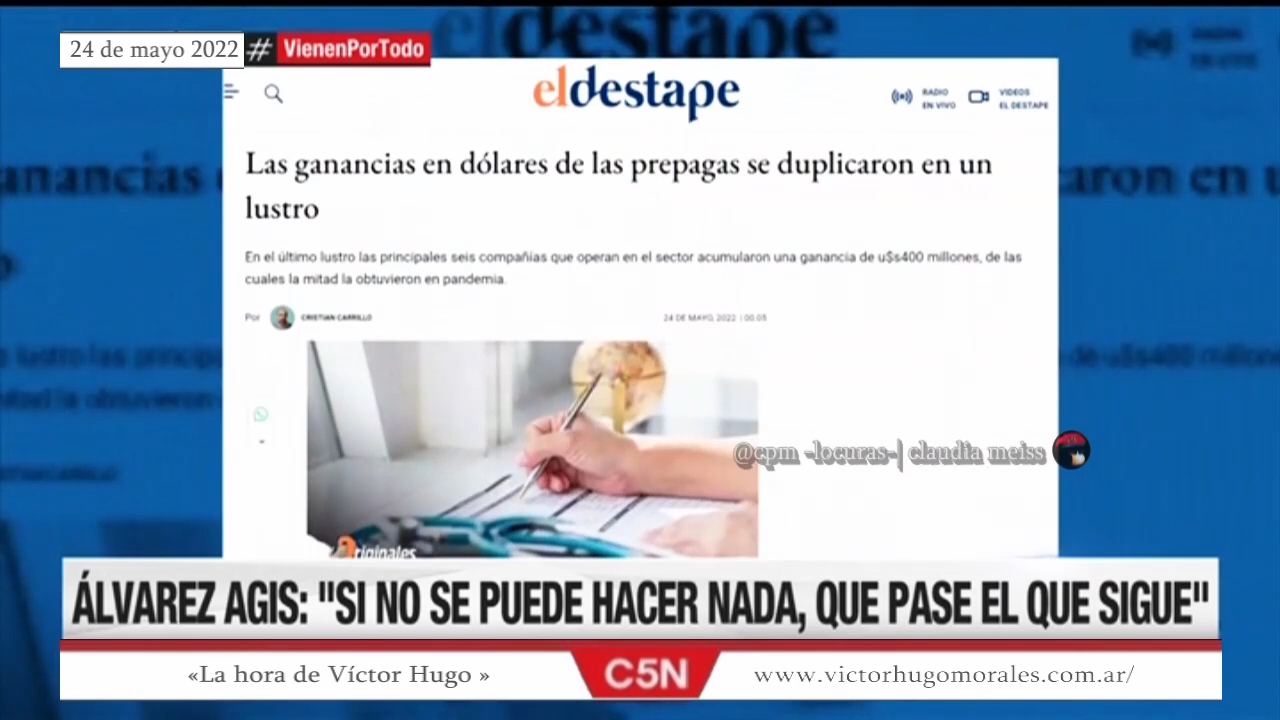 eldestape
24 de mayo 2022
# VienenPorTodo
eldestape
RADIO
EN VIVO
VIDEOS
EL DESTAPE
Las ganancias en dólares de las prepagas se duplicaron en un
lustro
En el último lustro las principales seis compañías que operan en el sector acumularon una ganancia de u$s400 millones, de las
cuales la mitad la obtuvieron en pandemia.
Por CRISTIAN CARRILLO
24 DE MAYO, 2022 | 00.05
@cpm -locuras-| claudia meiss
ÁLVAREZ AGIS: "SI NO SE PUEDE HACER NADA, QUE PASE EL QUE SIGUE"
«La hora de Víctor Hugo »
C5N
www.victorhugomorales.com.ar/